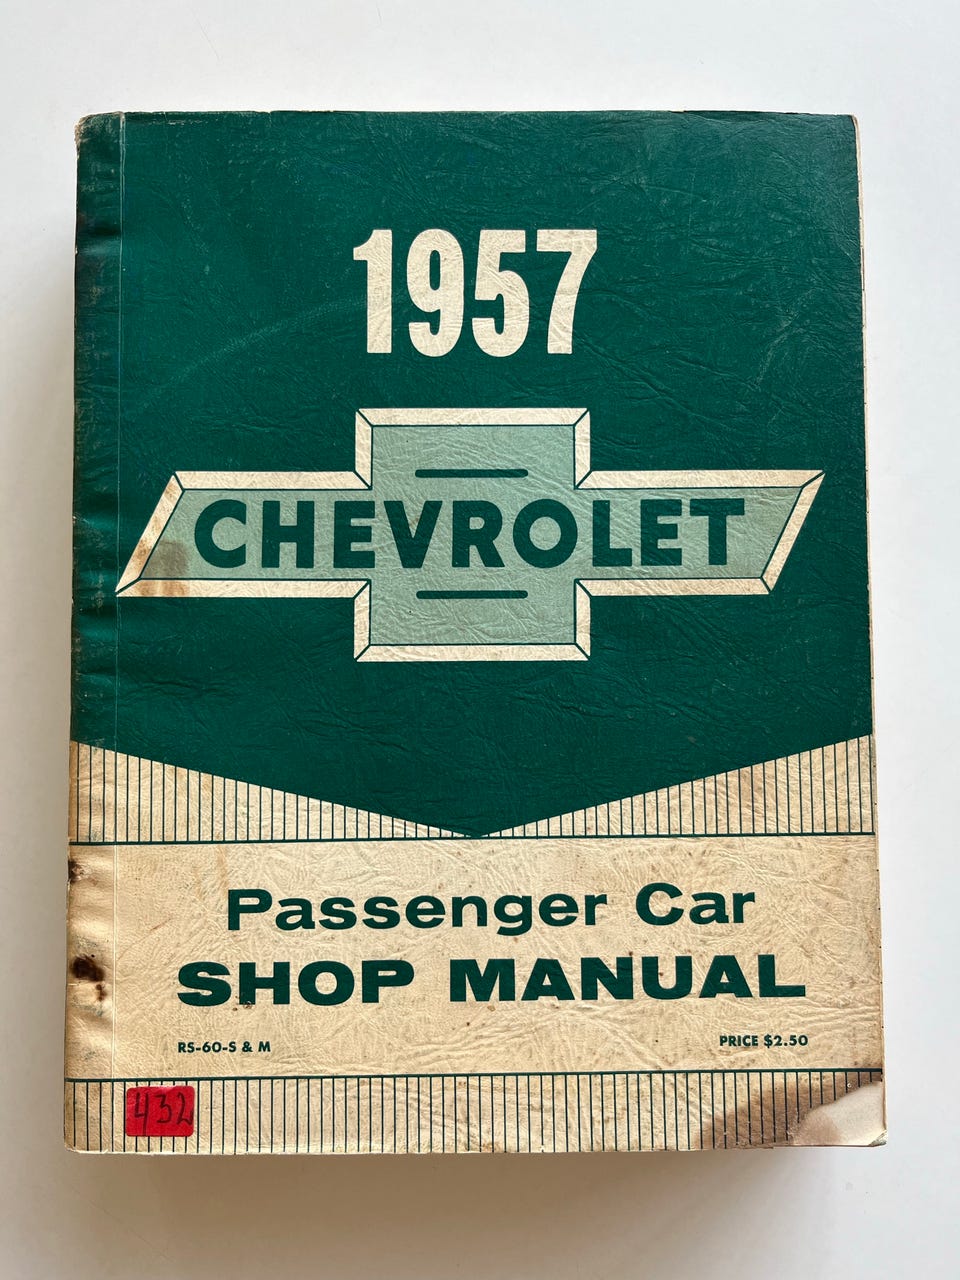 1957
CHEVROLET
Passenger Car
SHOP MANUAL
RS-60-S & M
PRICE $2.50
432